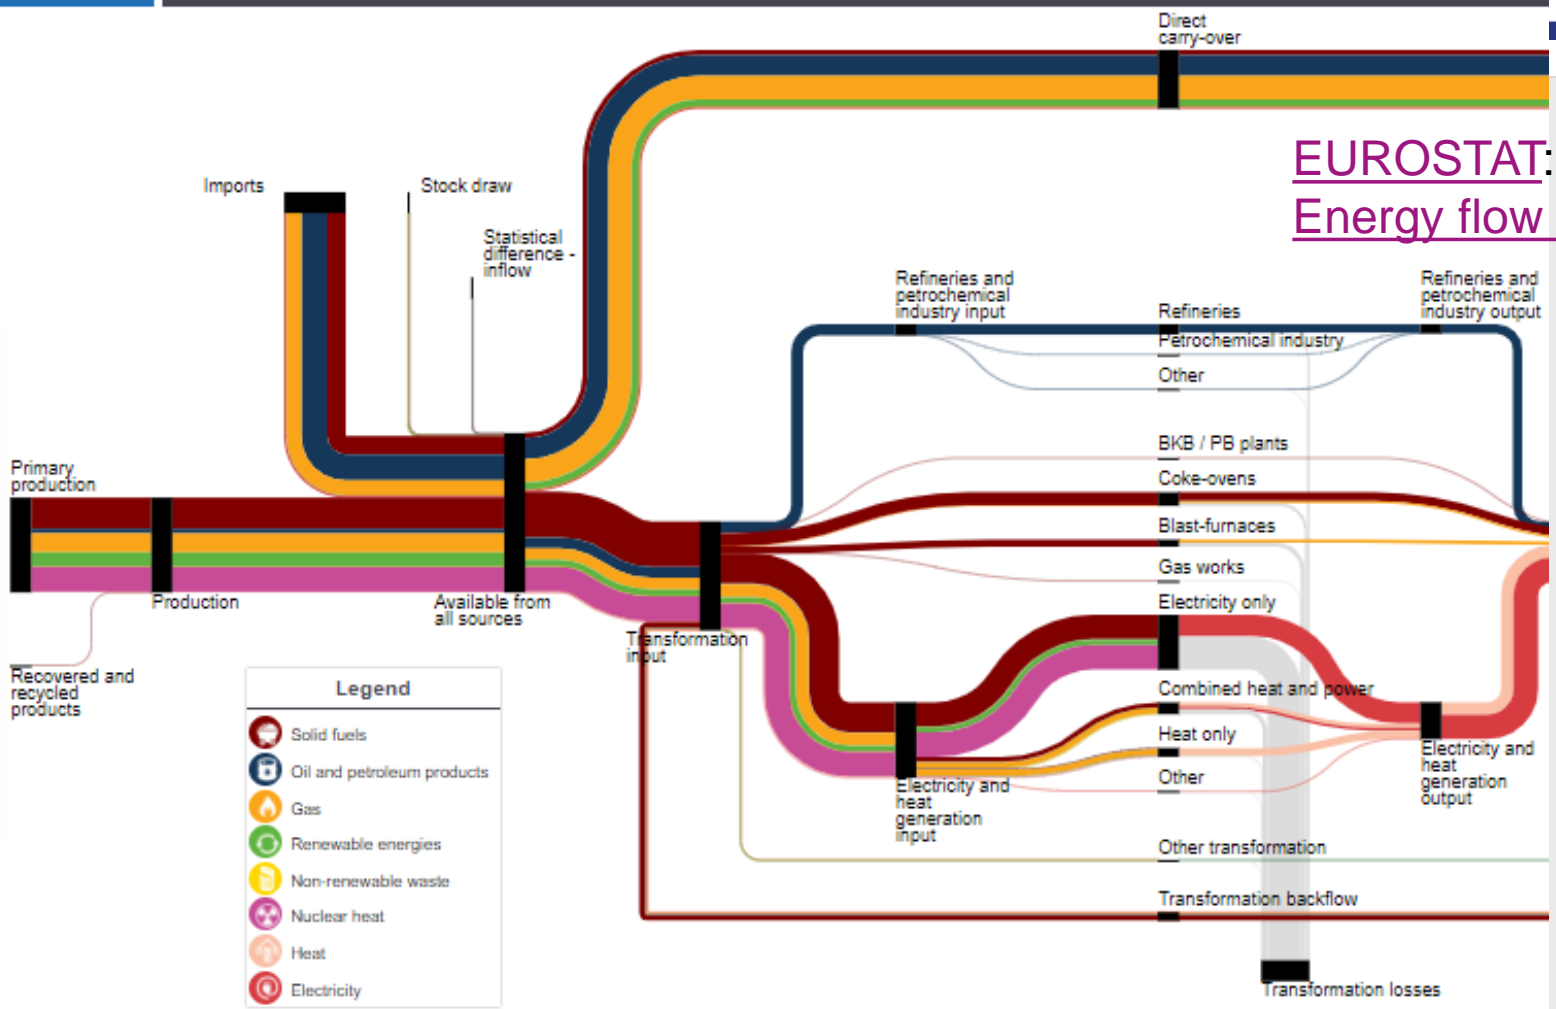 Direct
carry-over
EUROSTAT:
Energy flow
Imports
Stock draw
Statistical
difference -
inflow
Refineries and
petrochemical
industry input
Refineries
Refineries and
petrochemical
industry output
Petrochemical industry
Other
BKB / PB plants
Coke-ovens
Blast-furnaces
Gas works
Electricity only
Primary
production
Production
Available from
all sources
Transformation
input
Recovered and
recycled
products
Combined heat and power
Heat only
Other
Electricity and
heat
generation
input
Electricity and
heat
generation
output
Other transformation
Transformation backflow
Transformation losses
Legend
Solid fuels
Oil and petroleum products
Gas
Renewable energies
Non-renewable waste
Nuclear heat
Heat
Electricity